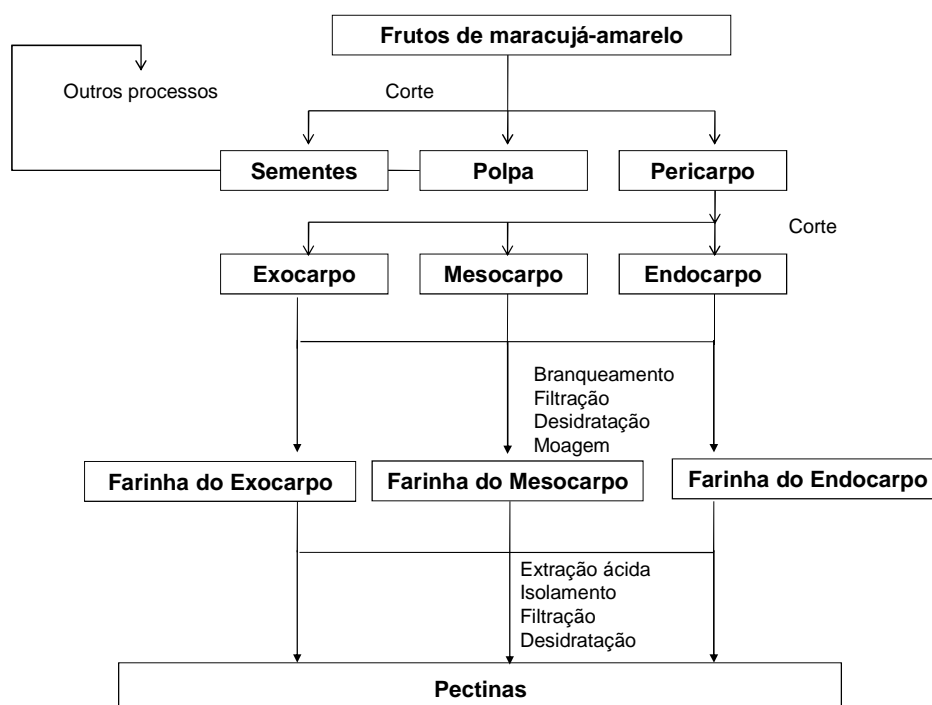 Frutos de maracujá-amarelo
Outros processos
Corte
Sementes
Polpa
Pericarpo
Corte
Exocarpo
Mesocarpo
Endocarpo
Branqueamento
Filtração
Desidratação
Moagem
Farinha do Exocarpo
Farinha do Mesocarpo
Farinha do Endocarpo
Extração ácida
Isolamento
Filtração
Desidratação
Pectinas